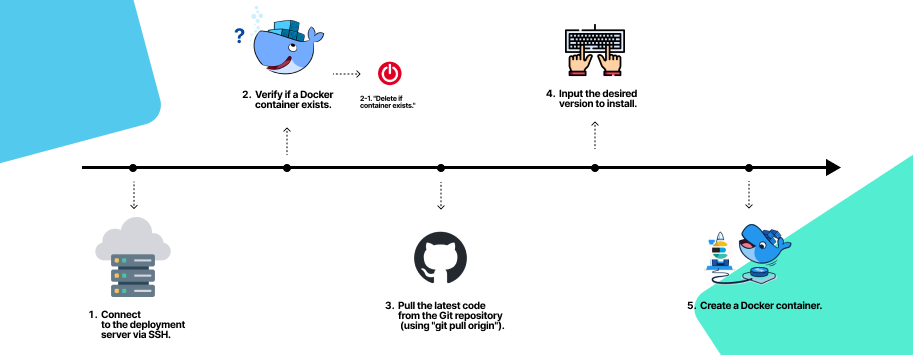 ?
2. Verify if a Docker
container exists.
2-1. "Delete if
container exists."
4. Input the desired
version to install.
1. Connect
to the deployment
server via SSH.
3. Pull the latest code
from the Git repository
(using "git pull origin").
5. Create a Docker container.